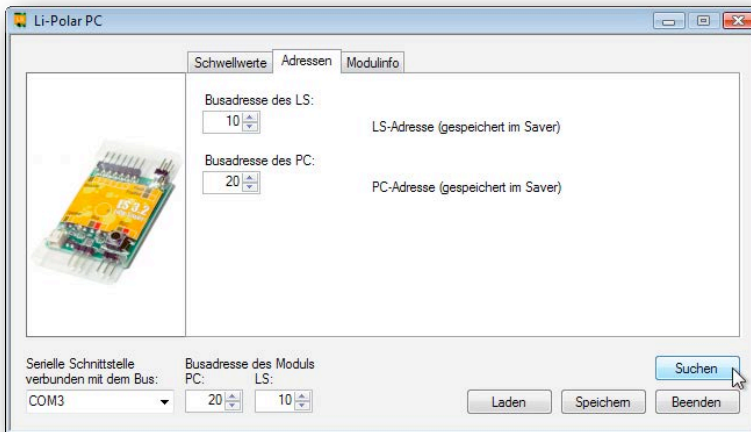 Li-Polar PC
Schwellwerte Adressen Modulinfo
Busadresse des LS:
10
LS-Adresse (gespeichert im Saver)
Busadresse des PC:
20
PC-Adresse (gespeichert im Saver)
Serielle Schnittstelle
verbunden mit dem Bus:
COM3
Busadresse des Moduls
PC: LS:
20 10
Suchen
Laden Speichern Beenden